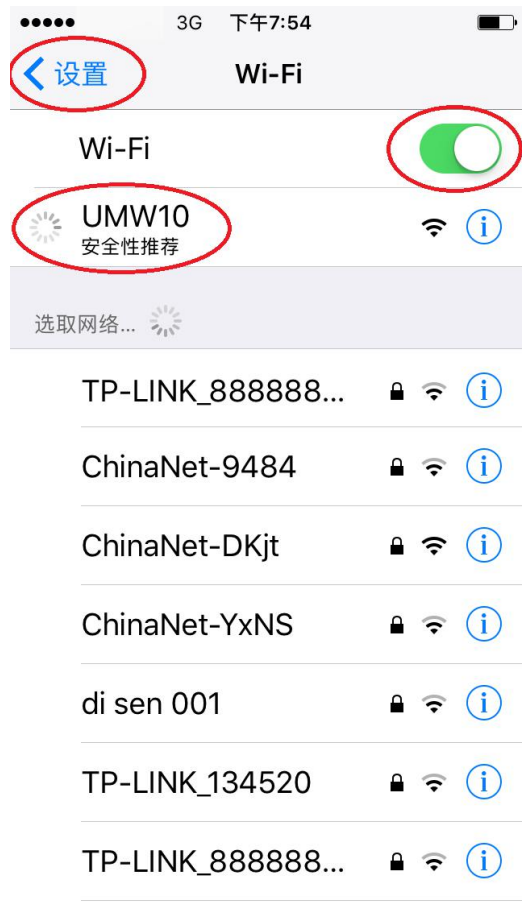 3G 下午7:54
设置 Wi-Fi
Wi-Fi
UMW10
安全性推荐
选取网络...
TP-LINK_888888...
ChinaNet-9484
ChinaNet-DKjt
ChinaNet-YxNS
di sen 001
TP-LINK_134520
TP-LINK_888888...